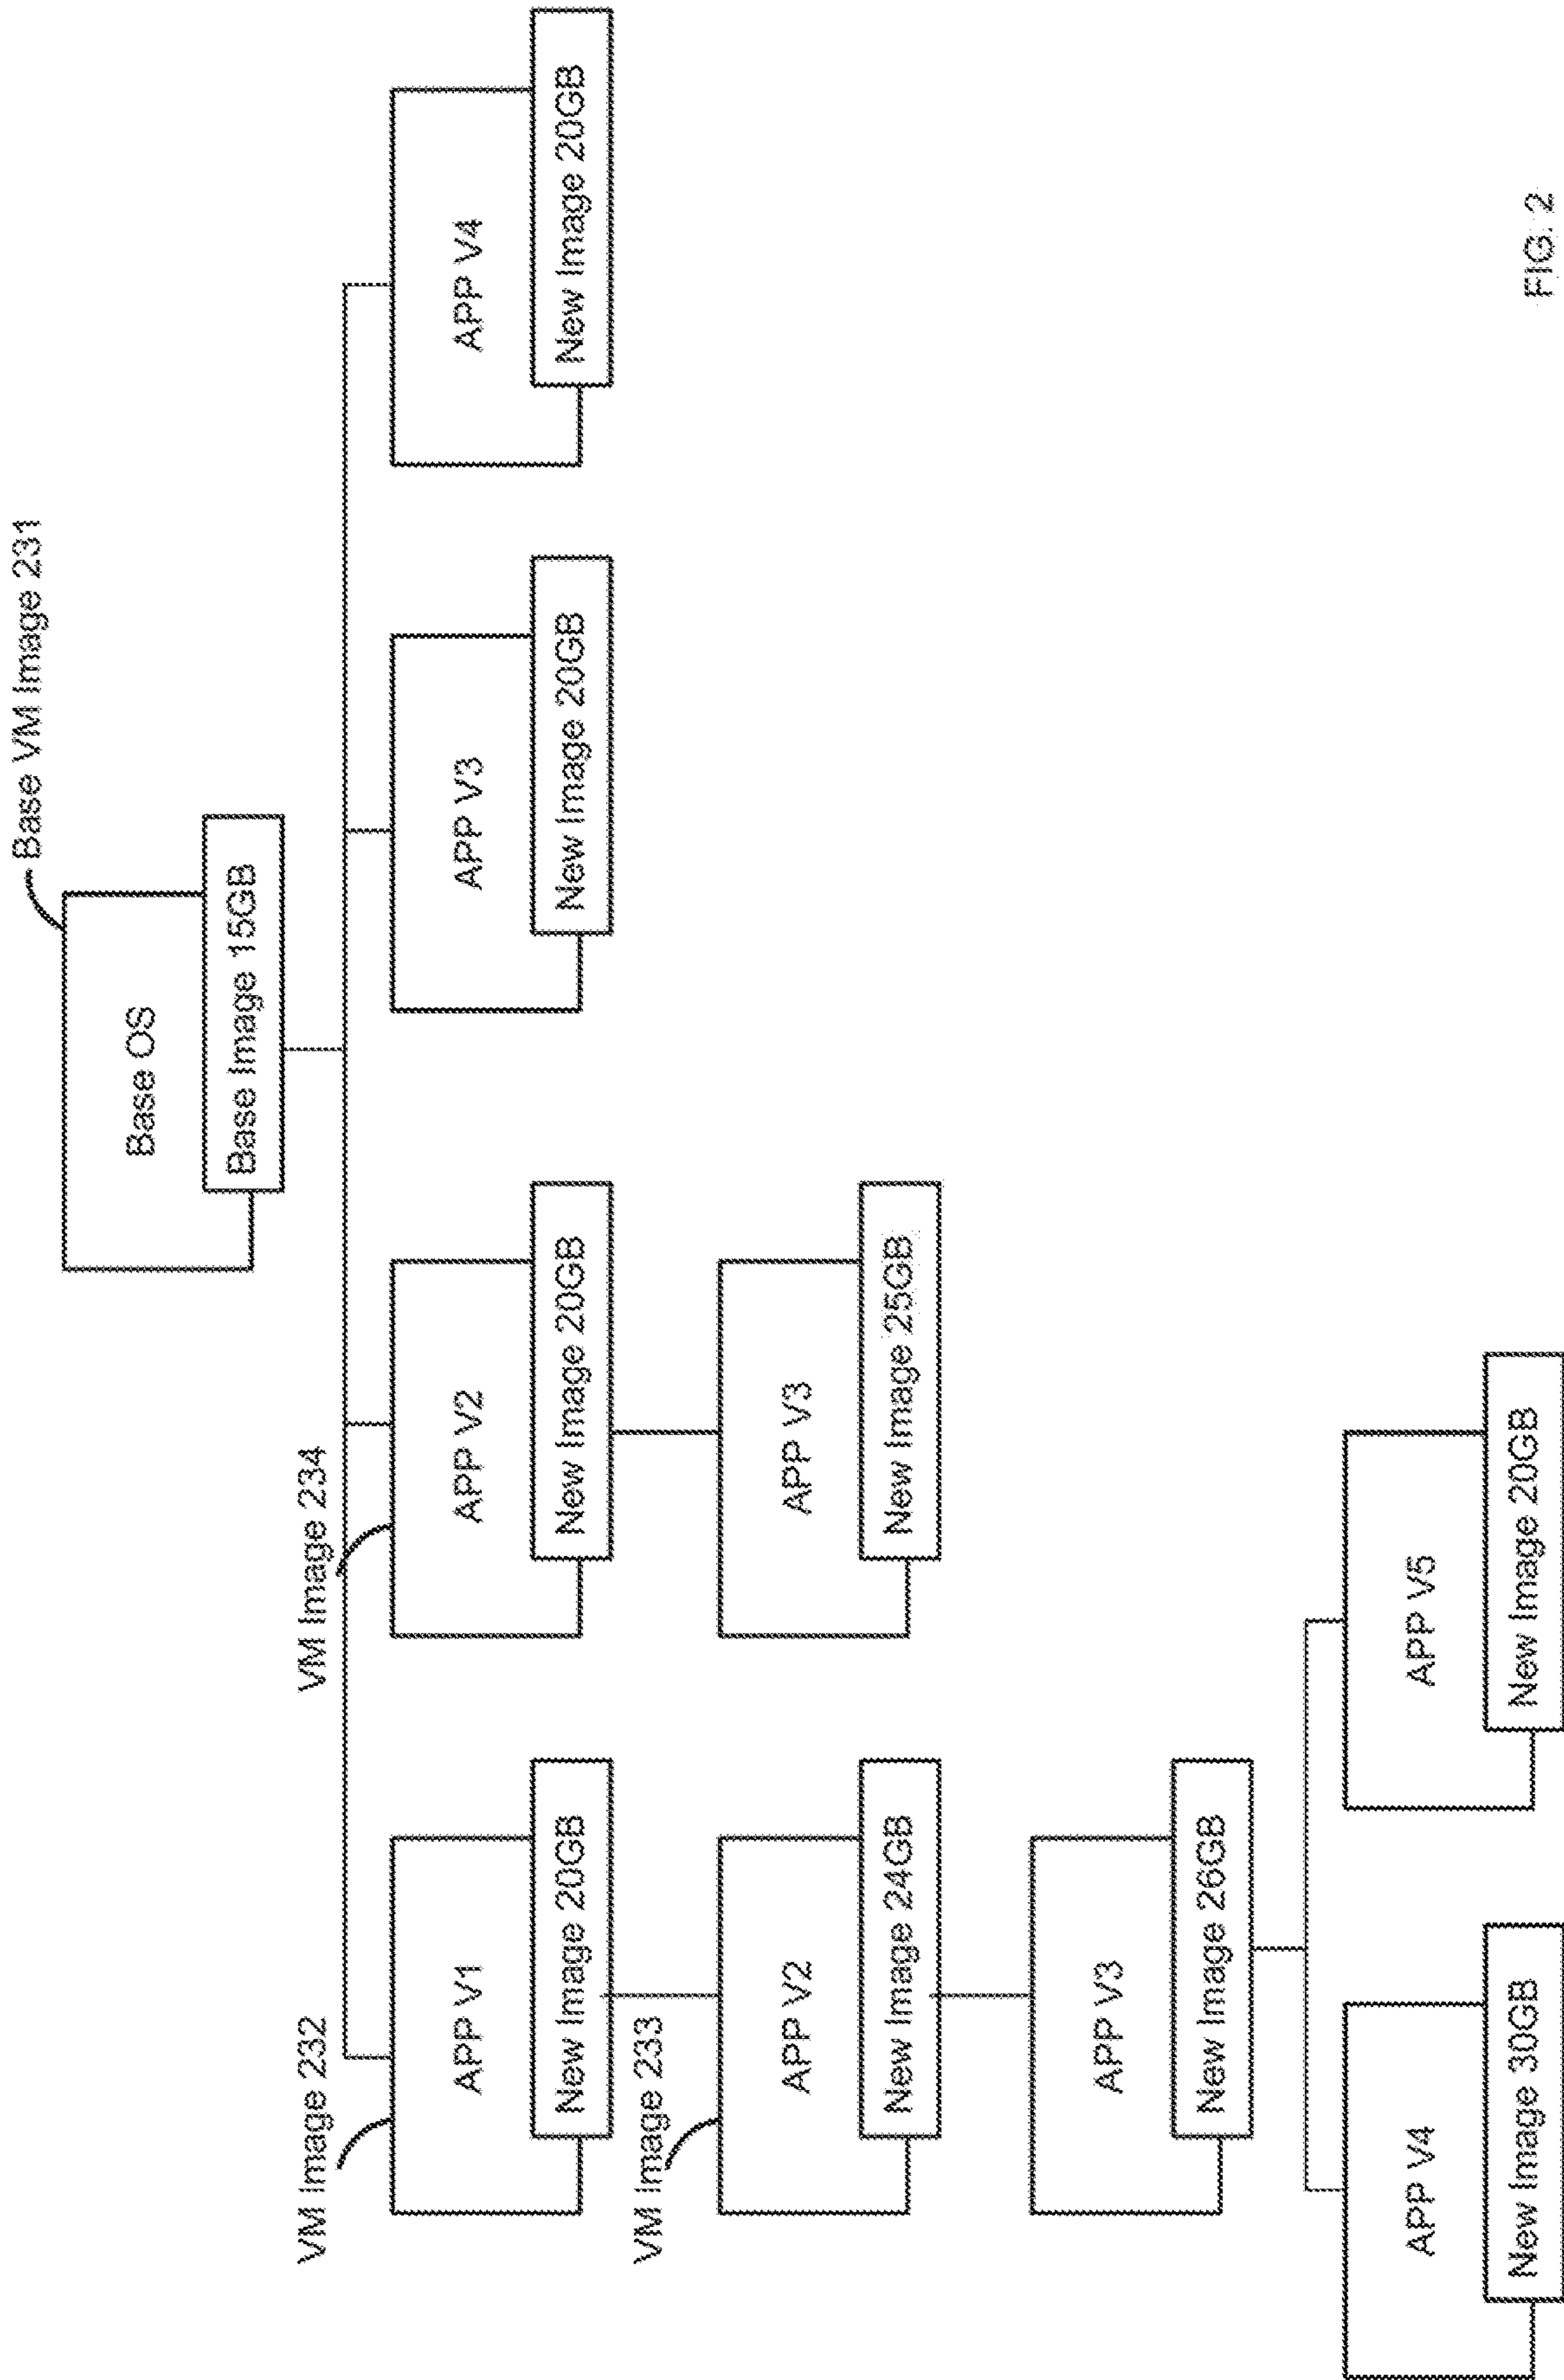 Base VM Image 231
Base OS
Base Image 15GB
VM Image 232
VM Image 234
APP V1
New Image 20GB
APP V2
New Image 20GB
APP V3
New Image 20GB
APP V4
New Image 20GB
VM Image 233
APP V2
New Image 24GB
APP V3
New Image 25GB
APP V3
New Image 26GB
APP V4
New Image 30GB
APP V5
New Image 20GB
FIG. 2